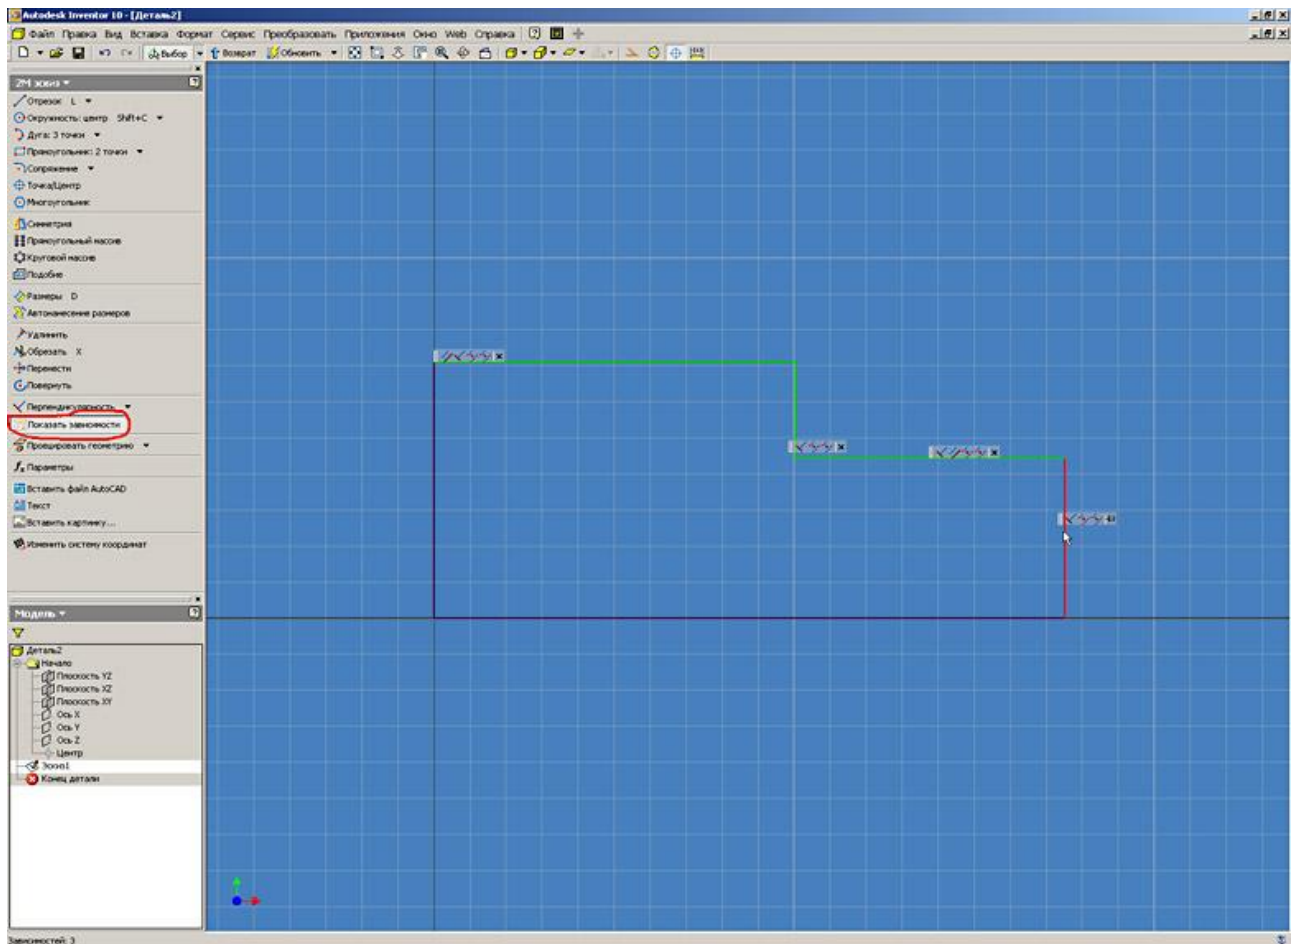 Autodesk Inventor 10 - [Деталь2]
Файл Правка Вид Вставка Формат Сервис Преобразовать Приложения Окно Web Справка
Выбор Возврат Обновить
2М эскиз
Отрезок L
Окружность: центр Shift+C
Дуга: 3 точки
Прямоугольник: 2 точки
Сопряжение
Точка/Центр
Многоугольник
Симметрия
Прямоугольный массив
Круговой массив
Подобие
Размеры D
Автонанесение размеров
Удлинить
Обрезать X
Перенести
Повернуть
Перпендикулярность
Показать зависимости
Проецировать геометрию
Параметры
Вставить файл AutoCAD
Текст
Вставить картинку...
Изменить систему координат
Модель
Деталь2
Начало
Плоскость YZ
Плоскость XZ
Плоскость XY
Ось X
Ось Y
Ось Z
Центр
Эскиз1
Конец детали
Зависимостей: 3